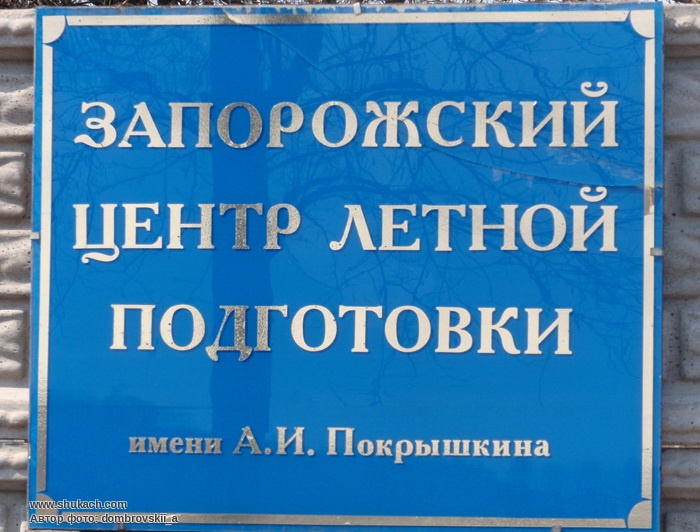 ЗАПОРОЖСКИЙ
ЦЕНТР ЛЕТНОЙ
ПОДГОТОВКИ
имени А.И. Покрышкина
www.shukach.com
Автор фото: dombrovskii_a